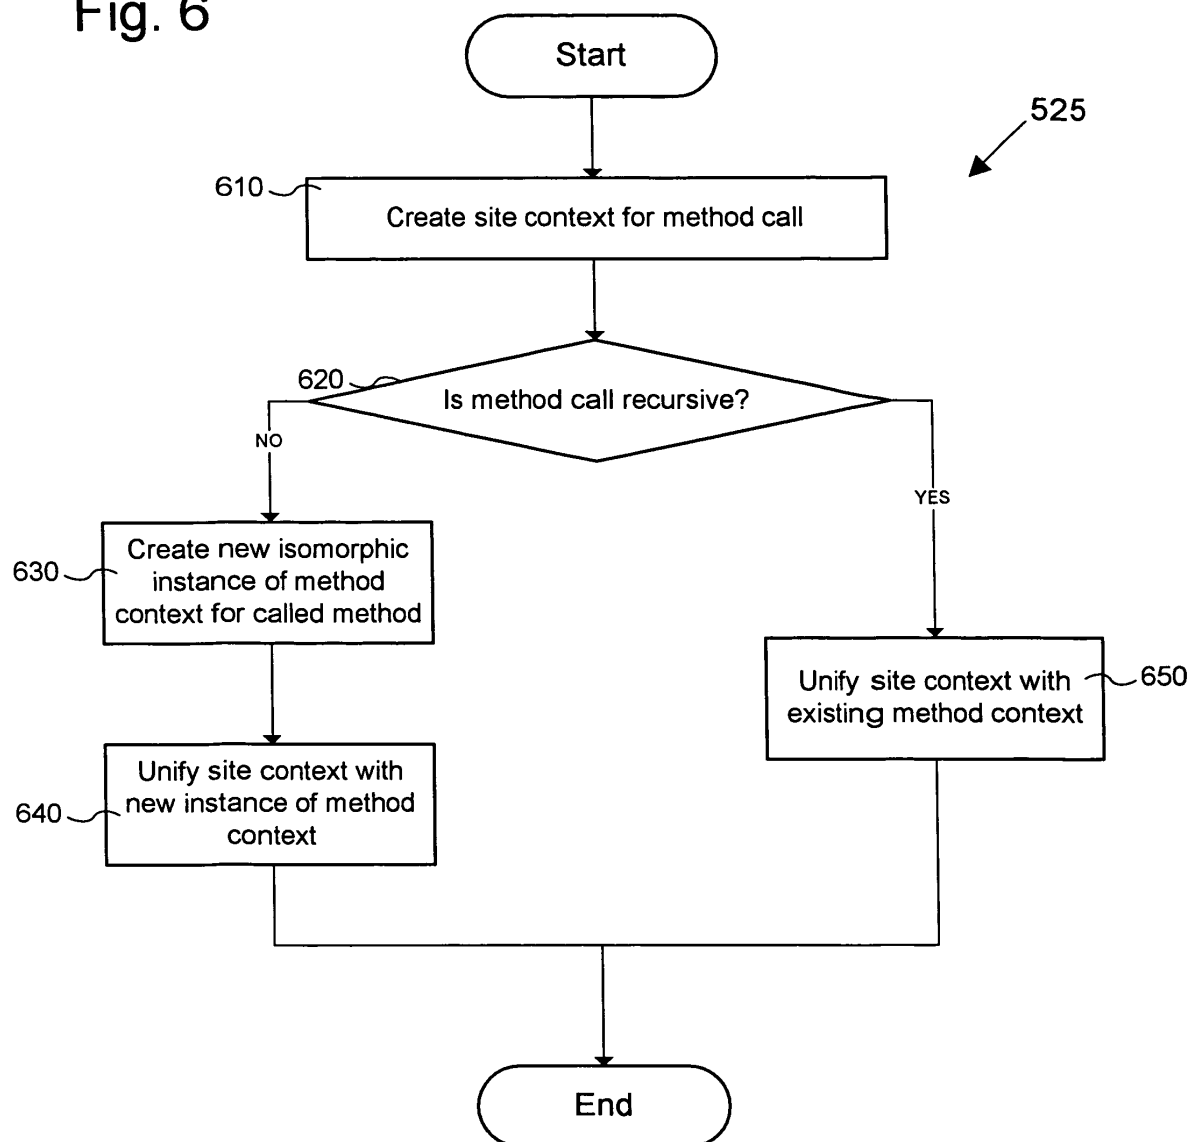 Fig. 6
Start
525
610
Create site context for method call
620
Is method call recursive?
NO
YES
630
Create new isomorphic
instance of method
context for called method
650
Unify site context with
existing method context
640
Unify site context with
new instance of method
context
End